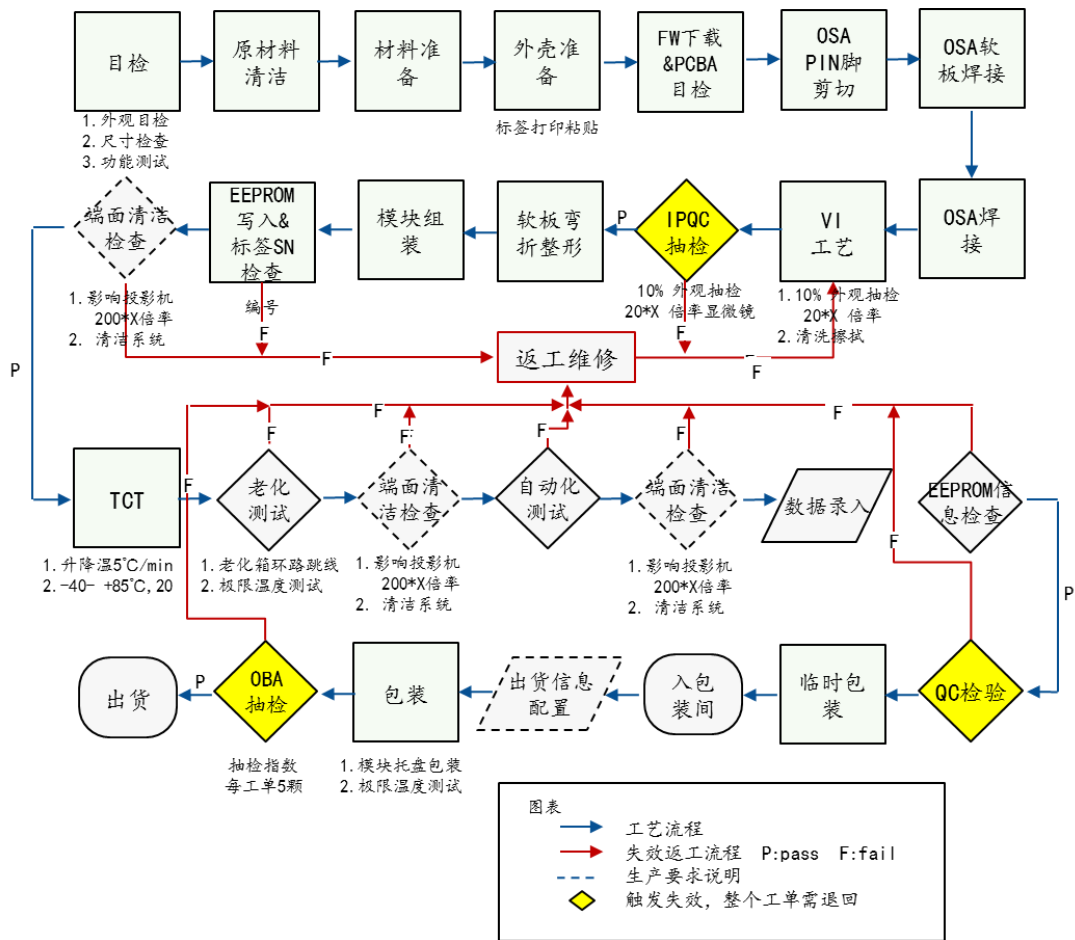 目检
原材料
清洁
材料准
备
外壳准
备
FW下载
&PCBA
目检
OSA
PIN脚
剪切
OSA软
板焊接
1.外观目检
2.尺寸检查
3.功能测试
标签打印粘贴
端面清洁
检查
EEPROM
写入&
标签SN
检查
模块组
装
软板弯
折整形
P
IPQC
抽检
VI
工艺
OSA焊
接
1.影响投影机
200*X倍率
2. 清洁系统
编号
10% 外观抽检
20*X 倍率显微镜
1.10% 外观抽检
20*X 倍率
2.清洗擦拭
F
F
F
返工维修
F
F
P
F
F
F
F
F
F
F
F
TCT
老化
测试
端面清
洁检查
自动化
测试
端面清洁
检查
数据录入
EEPROM信
息检查
F
1.升降温5℃/min
2.-40- +85℃,20
1.老化箱环路跳线
2.极限温度测试
1.影响投影机
200*X倍率
2. 清洁系统
1.影响投影机
200*X倍率
2. 清洁系统
P
出货
P
OBA
抽检
包装
出货信息
配置
入包
装间
临时包
装
QC检验
抽检指数
每工单5颗
1.模块托盘包装
2.极限温度测试
图表
工艺流程
失效返工流程 P:pass F:fail
生产要求说明
触发失效，整个工单需退回